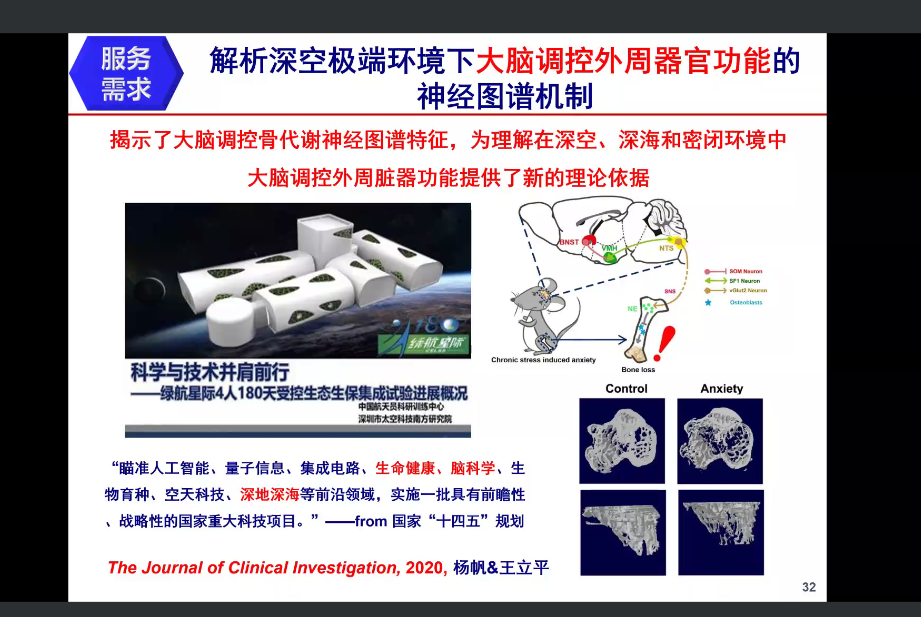 服务
需求
解析深空极端环境下大脑调控外周器官功能的
神经图谱机制
揭示了大脑调控骨代谢神经图谱特征，为理解在深空、深海和密闭环境中
大脑调控外周脏器功能提供了新的理论依据
180
绿航星际
CELSS
科学与技术并肩前行
——绿航星际4人180天受控生态生保集成试验进展概况
中国航天员科研训练中心
深圳市太空科技南方研究院
BNST
VMH
NTS
SNS
NE
SOM Neuron
SF1 Neuron
vGlut2 Neuron
Osteoblasts
Chronic stress induced anxiety
Bone loss
Control
Anxiety
“瞄准人工智能、量子信息、集成电路、生命健康、脑科学、生
物育种、空天科技、深地深海等前沿领域，实施一批具有前瞻性
、战略性的国家重大科技项目。”——from 国家“十四五”规划
The Journal of Clinical Investigation, 2020, 杨帆&王立平
32